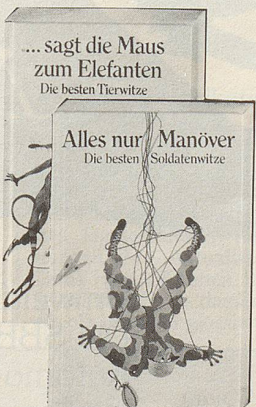 ... sagt die Maus
zum Elefanten
Die besten Tierwitze
Alles nur Manöver
Die besten Soldatenwitze